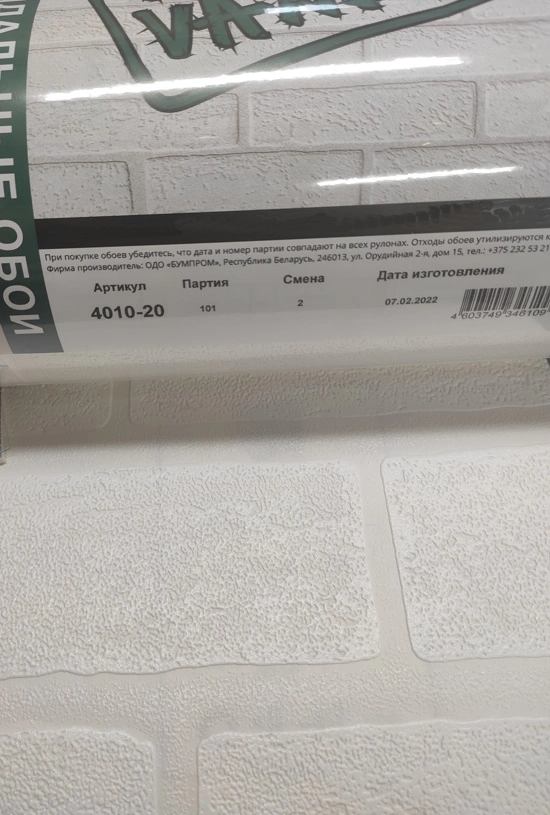 ОБОИ
При покупке обоев убедитесь, что дата и номер партии совпадают на всех рулонах. Отходы обоев утилизируются
Фирма производитель: ОДО «БУМПРОМ», Республика Беларусь, 246013, ул. Орудийная 2-я, дом 15, тел.: +375 232 53 21
Артикул Партия Смена Дата изготовления
4010-20 101 2 07.02.2022
4 603749 346109